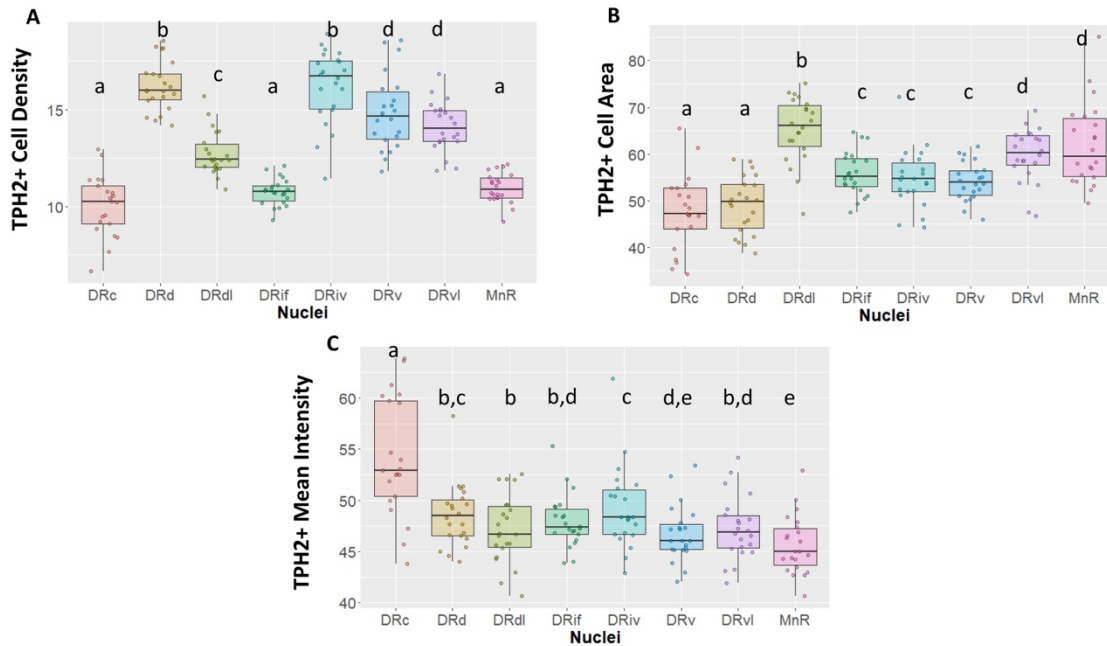 A
TPH2+ Cell Density
15
10
a
b
c
a
b
d
d
a
DRc DRd DRdl DRif DRiv DRv DRvl MnR
Nuclei
B
TPH2+ Cell Area
80
70
60
50
40
a
a
b
c
c
c
d
d
DRc DRd DRdl DRif DRiv DRv DRvl MnR
Nuclei
C
TPH2+ Mean Intensity
60
55
50
45
40
a
b,c
b
b,d
c
d,e
b,d
e
DRc DRd DRdl DRif DRiv DRv DRvl MnR
Nuclei